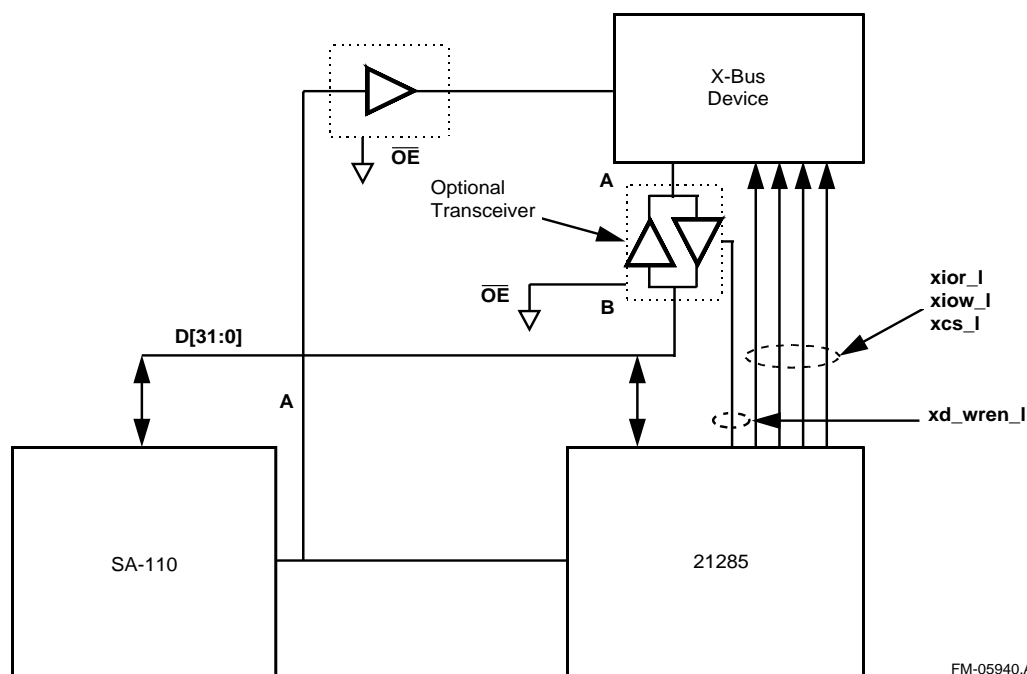 X-Bus
Device
OE
A
Optional
Transceiver
xior_l
xiow_l
xcs_l
OE
B
D[31:0]
A
xd_wren_l
SA-110
21285
FM-05940.A